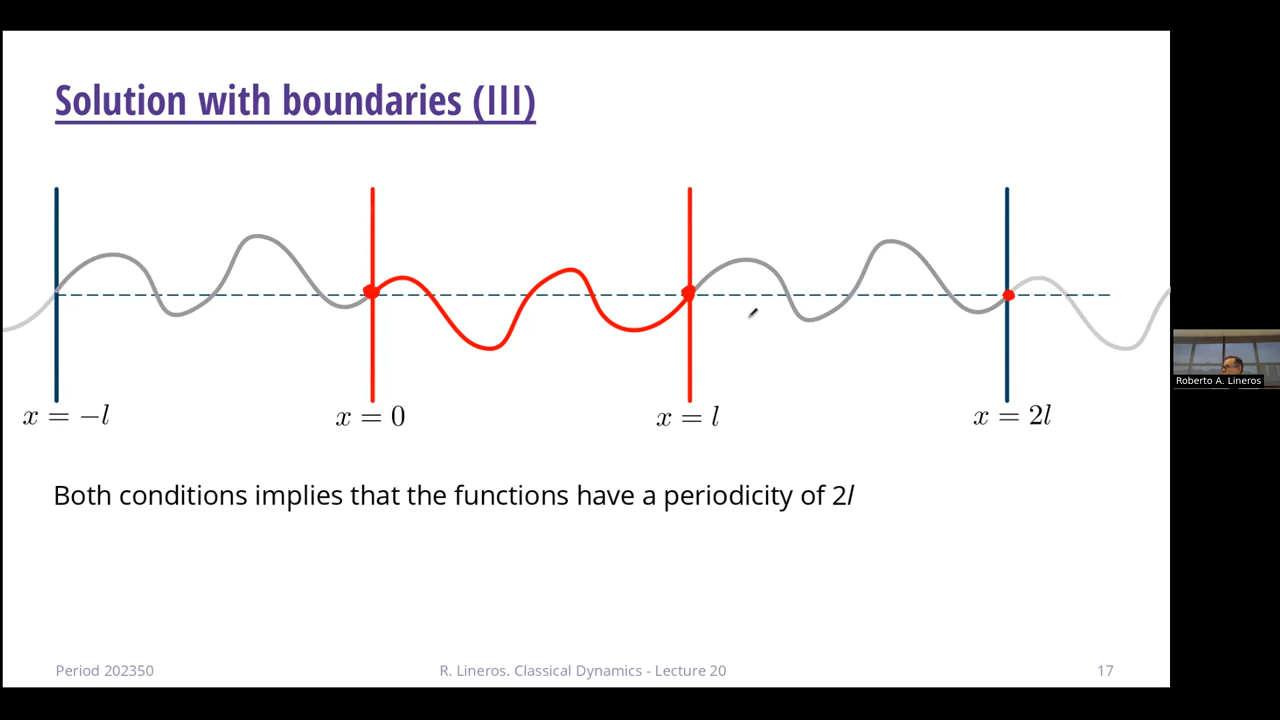 Solution with boundaries (III)
x = −l
x = 0
x = l
x = 2l
Both conditions implies that the functions have a periodicity of 2l
Period 202350
R. Lineros. Classical Dynamics - Lecture 20
17
Roberto A. Lineros